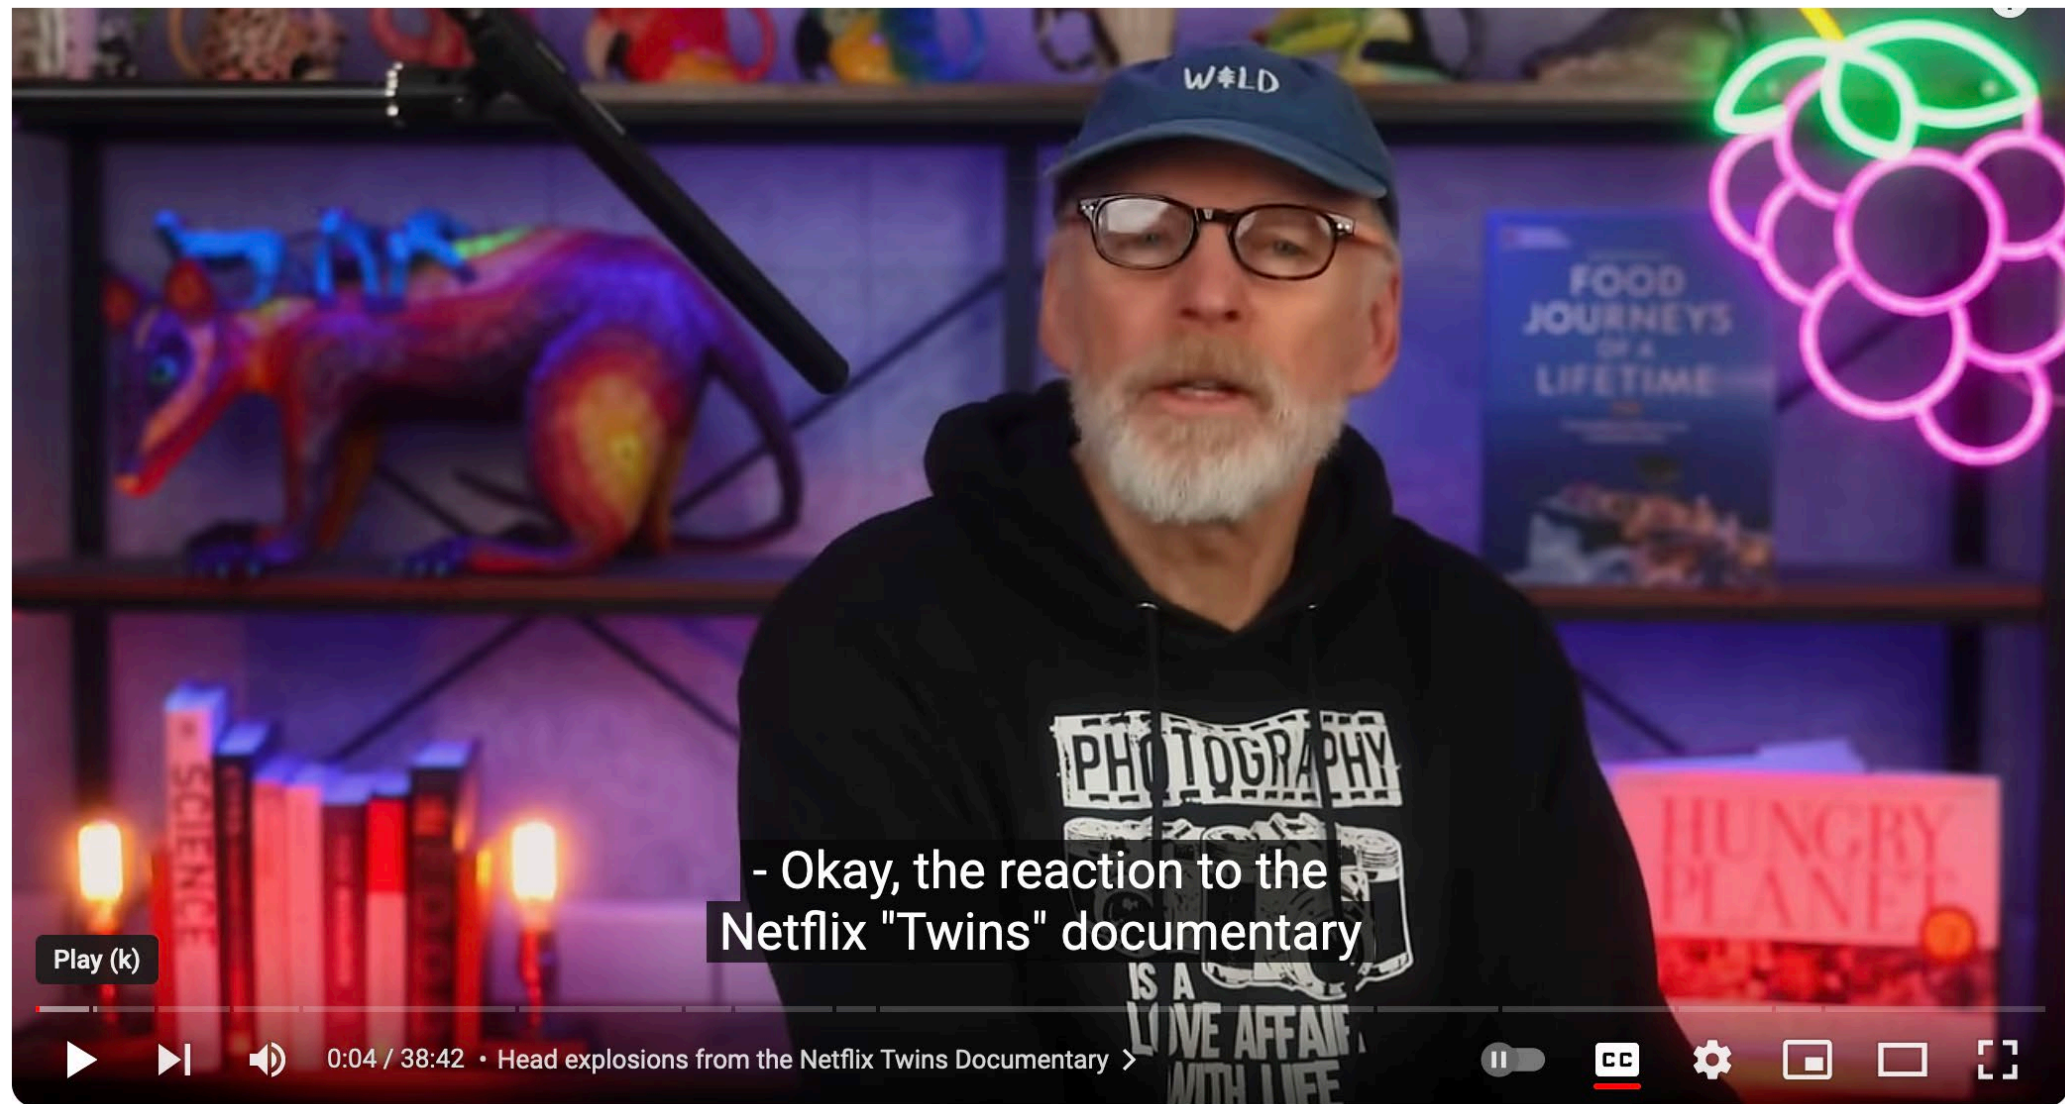 W LD
FOOD
JOURNEYS
OF A
LIFETIME
PHOTOGRAPHY
SCIENCE
HUNGRY
PLANET
- Okay, the reaction to the
Netflix "Twins" documentary
IS A
LOVE AFFAIR
WITH LIFE
Play (k)
0:04 / 38:42 • Head explosions from the Netflix Twins Documentary >
CC